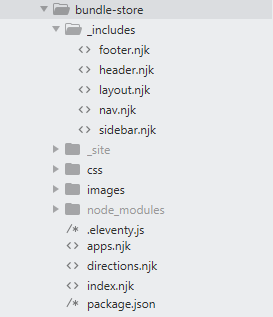 bundle-store
_includes
footer.njk
header.njk
layout.njk
nav.njk
sidebar.njk
_site
css
images
node_modules
.eleventy.js
apps.njk
directions.njk
index.njk
package.json